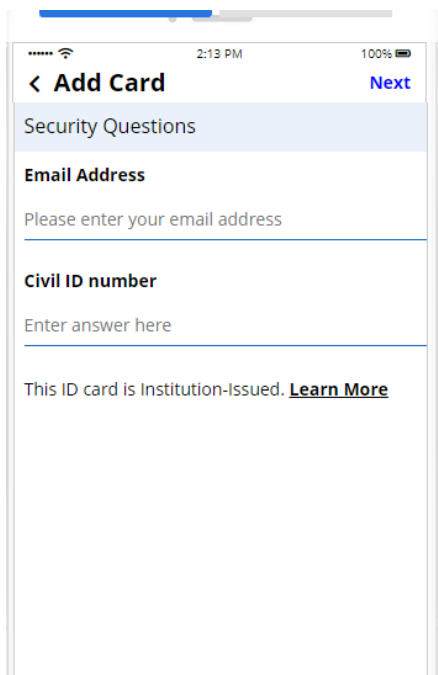 2:13 PM
100%
< Add Card
Next
Security Questions
Email Address
Please enter your email address
Civil ID number
Enter answer here
This ID card is Institution-Issued. Learn More